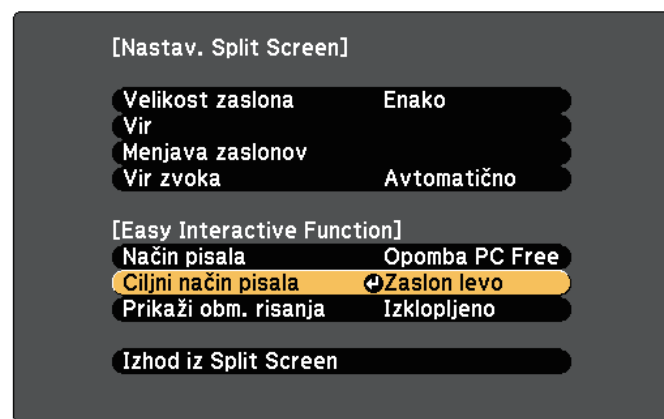 [Nastav. Split Screen]
Velikost zaslona Enako
Vir
Menjava zaslonov
Vir zvoka Avtomatično
[Easy Interactive Function]
Način pisala Opomba PC Free
Ciljni način pisala Zaslon levo
Prikaži obm. risanja Izklopljeno
Izhod iz Split Screen